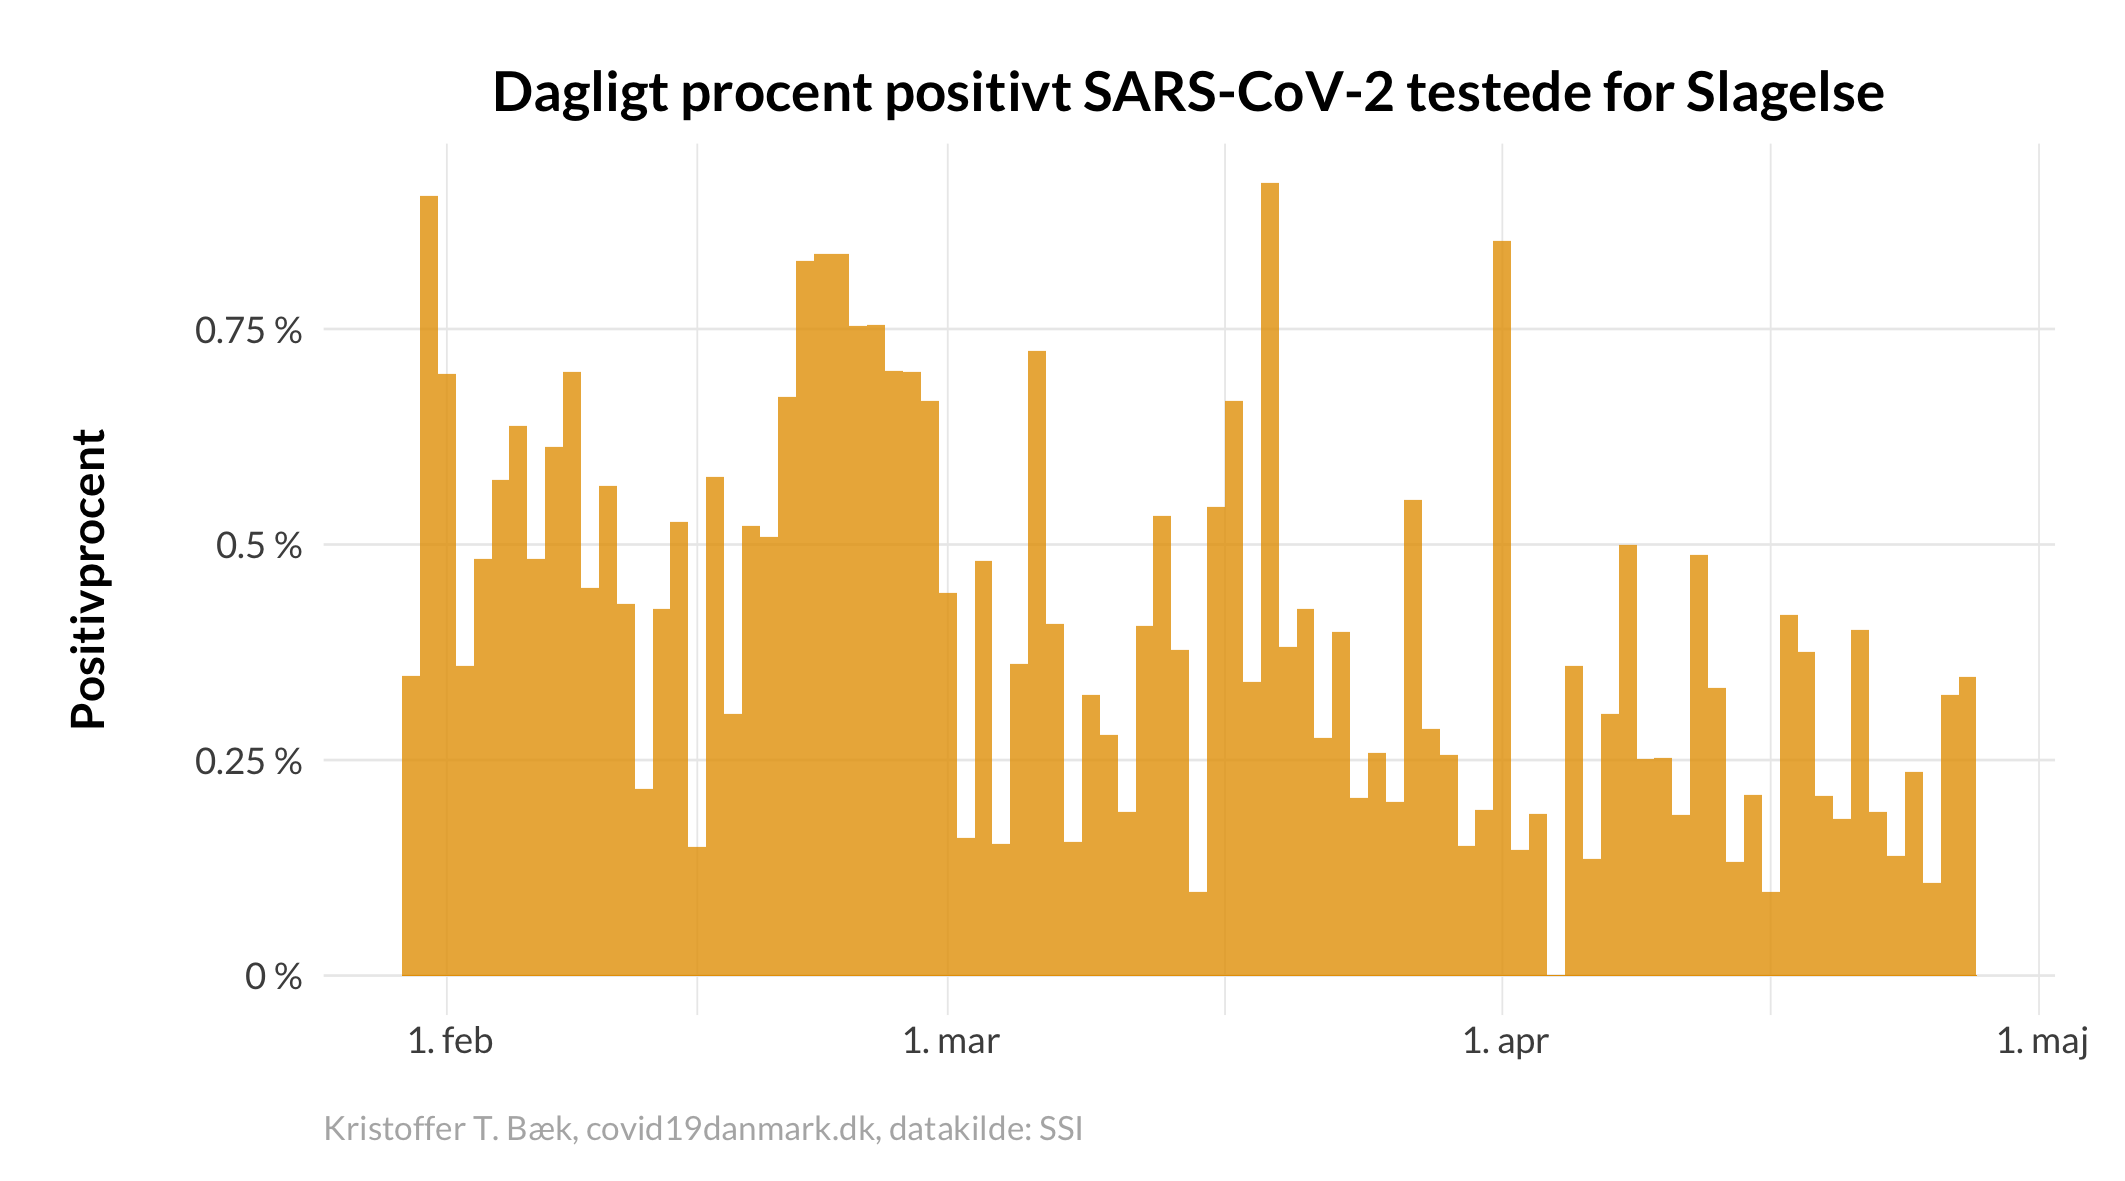 Dagligt procent positivt SARS-CoV-2 testede for Slagelse
Positivprocent
0.75 %
0.5 %
0.25 %
0 %
1. feb
1. mar
1. apr
1. maj
Kristoffer T. Bæk, covid19danmark.dk, datakilde: SSI